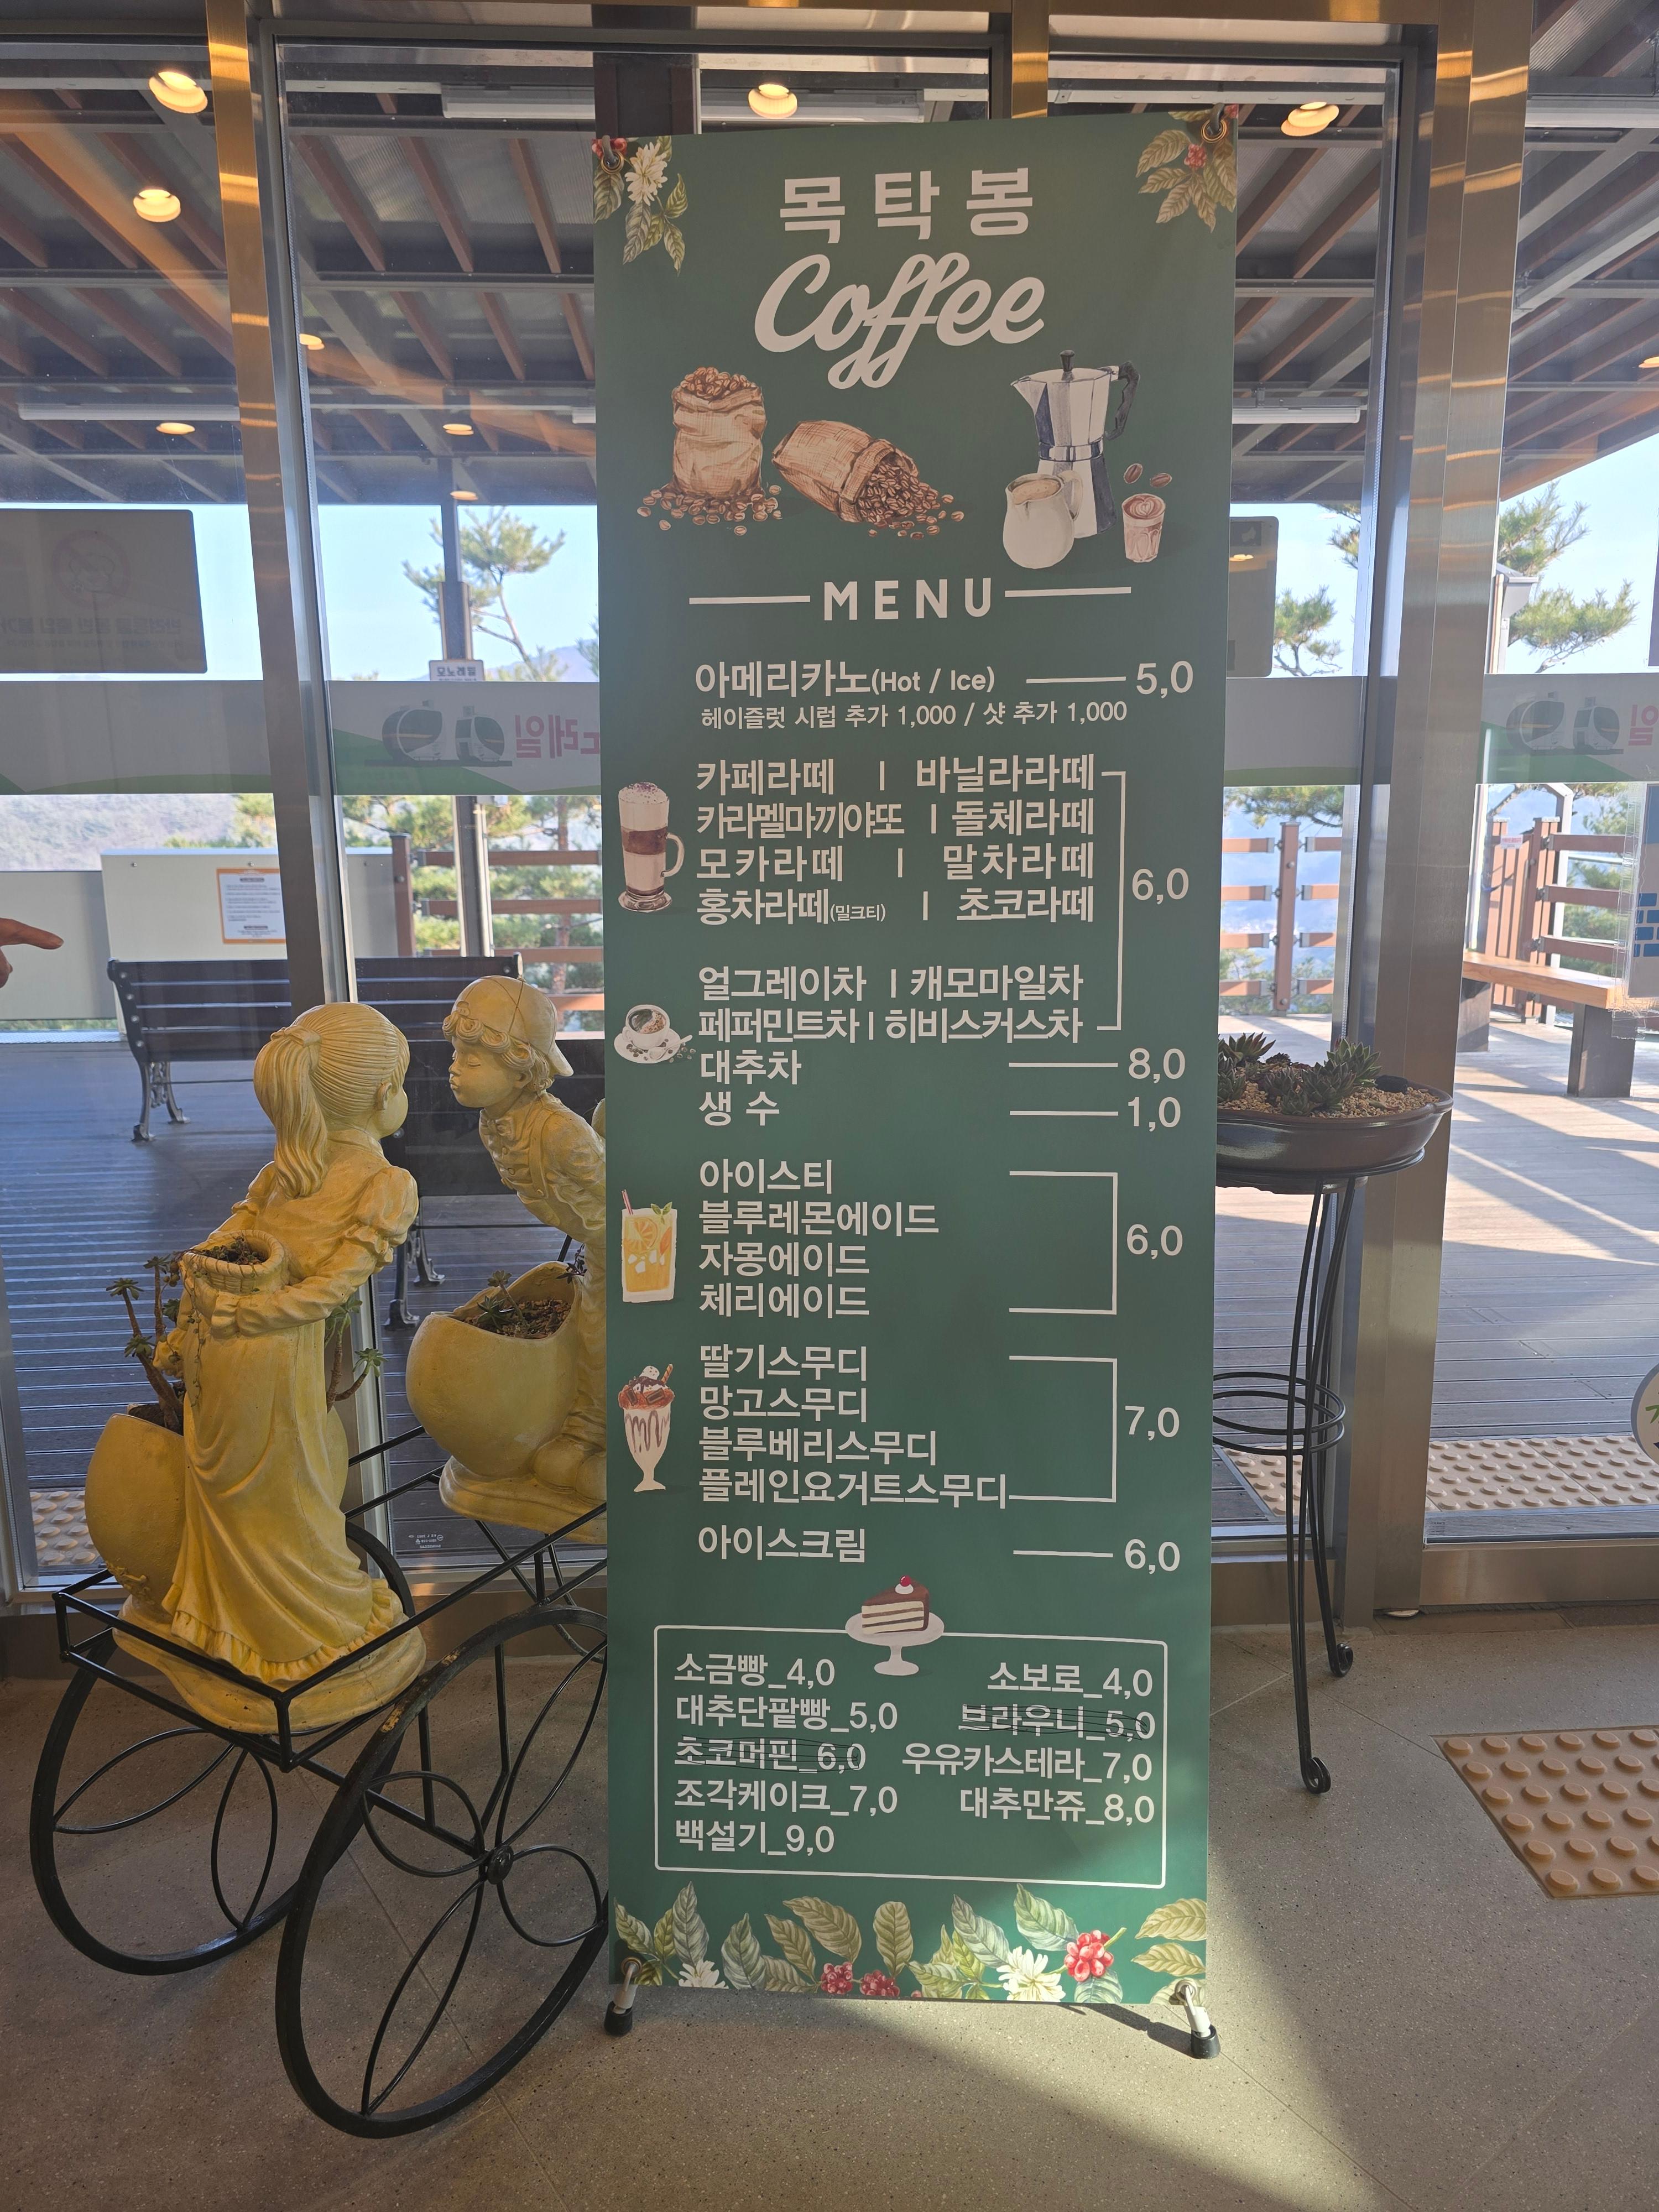 목탁봉
Coffee
MENU
아메리카노(Hot / Ice) 5,0
헤이즐럿 시럽 추가 1,000 / 샷 추가 1,000
카페라떼 | 바닐라라떼
카라멜마끼야또 | 돌체라떼
모카라떼 | 말차라떼
6,0
홍차라떼(밀크티) | 초코라떼
얼그레이차 | 캐모마일차
페퍼민트차 | 히비스커스차
대추차 8,0
생 수 1,0
아이스티
블루레몬에이드
6,0
자몽에이드
체리에이드
딸기스무디
망고스무디
7,0
블루베리스무디
플레인요거트스무디
아이스크림 6,0
소금빵_4,0 소보로_4,0
대추단팥빵_5,0 브라우니_5,0
초코머핀_6,0 우유카스테라_7,0
조각케이크_7,0 대추만쥬_8,0
백설기_9,0